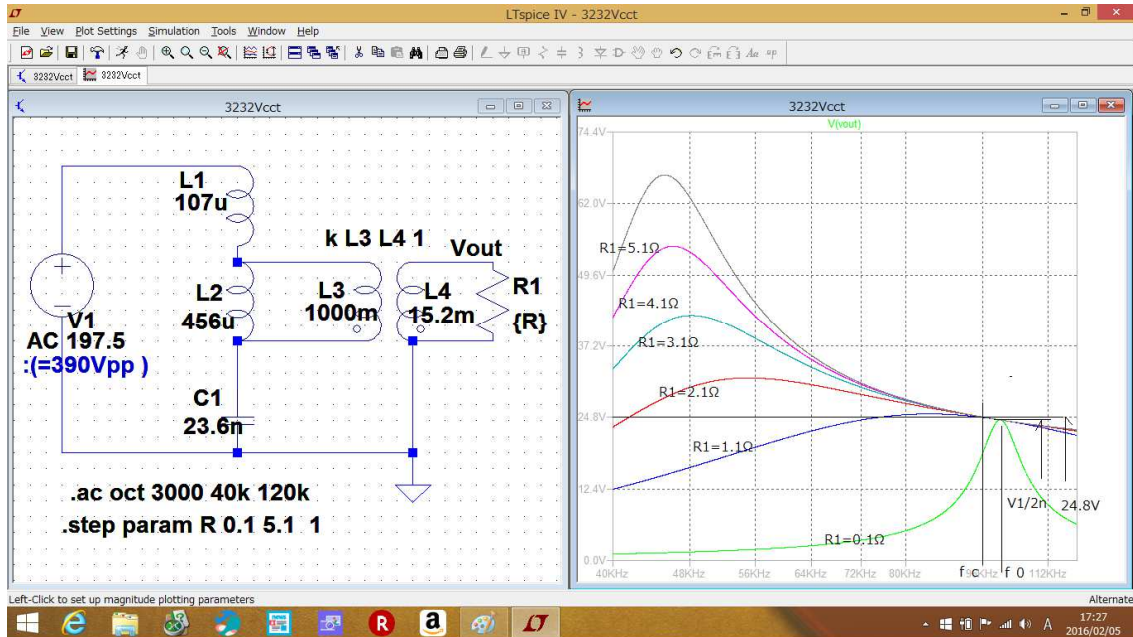 LTspice IV - 3232Vcct
File View Plot Settings Simulation Tools Window Help
3232Vcct
3232Vcct
3232Vcct
L1
107u
k L3 L4 1
Vout
L2
456u
L3
1000m
L4
15.2m
R1
{R}
V1
AC 197.5
:(=390Vpp )
C1
23.6n
.ac oct 3000 40k 120k
.step param R 0.1 5.1 1
3232Vcct
V(vout)
74.4V
62.0V
49.6V
37.2V
24.8V
12.4V
0.0V
R1=5.1Ω
R1=4.1Ω
R1=3.1Ω
R1=2.1Ω
R1=1.1Ω
R1=0.1Ω
V1/2n
24.8V
40KHz 48KHz 56KHz 64KHz 72KHz 80KHz 96KHz 112KHz
f c
f 0
Left-Click to set up magnitude plotting parameters
Alternate
R
a
A
17:27
2016/02/05